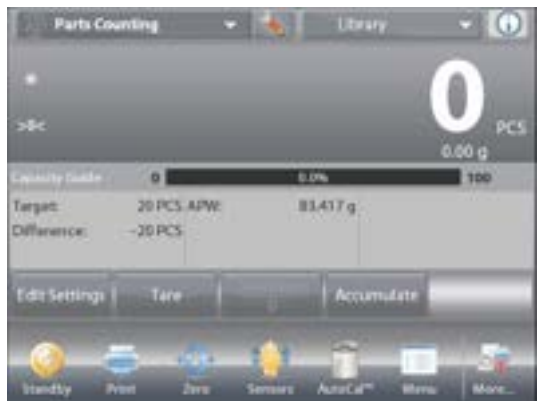 Parts Counting
Library
0
PCS
>0<
0.00 g
Capacity Guide 0 0.0% 100
Target: 20 PCS APW: 83.417 g
Difference: -20 PCS
Edit Settings Tare Accumulate
Standby Print Zero Sensors AutoCal™ Menu More...